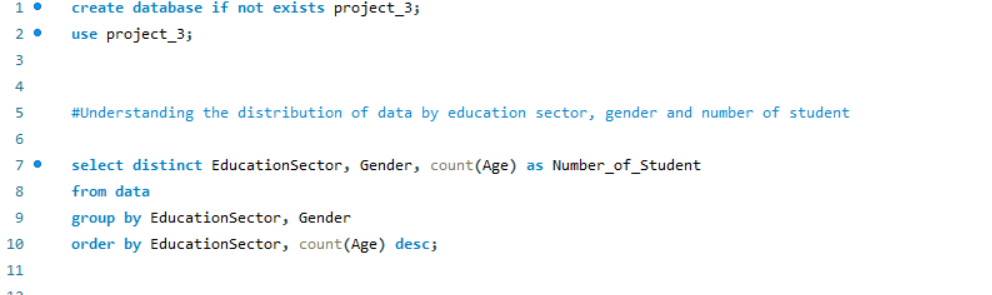 1 create database if not exists project_3;
2 use project_3;
3
4
5 #Understanding the distribution of data by education sector, gender and number of student
6
7 select distinct EducationSector, Gender, count(Age) as Number_of_Student
8 from data
9 group by EducationSector, Gender
10 order by EducationSector, count(Age) desc;
11